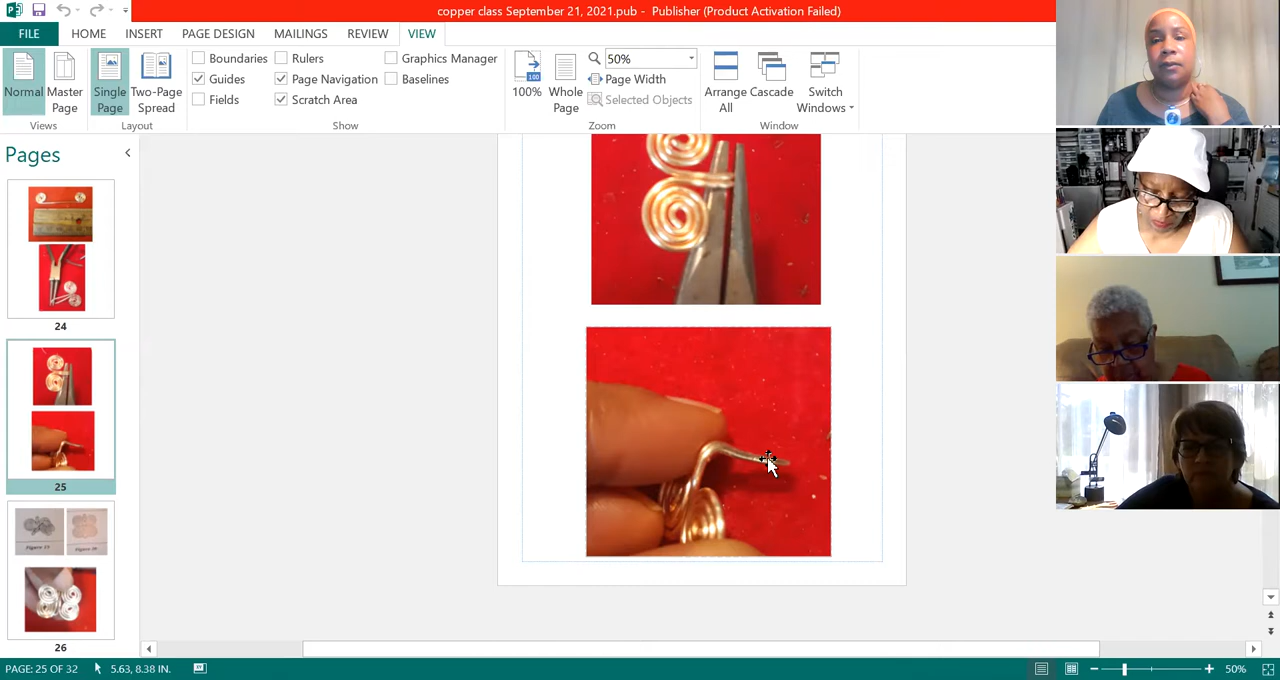 copper class September 21, 2021.pub - Publisher (Product Activation Failed)
FILE HOME INSERT PAGE DESIGN MAILINGS REVIEW VIEW
Normal
Master Page
Views
Single Page
Two-Page Spread
Layout
Boundaries
Rulers
Graphics Manager
Guides
Page Navigation
Baselines
Fields
Scratch Area
Show
100%
Whole Page
50%
Page Width
Selected Objects
Zoom
Arrange All
Cascade
Switch Windows
Window
Pages
24
25
Figure 17
26
PAGE: 25 OF 32
5.63, 8.38 IN.
50%